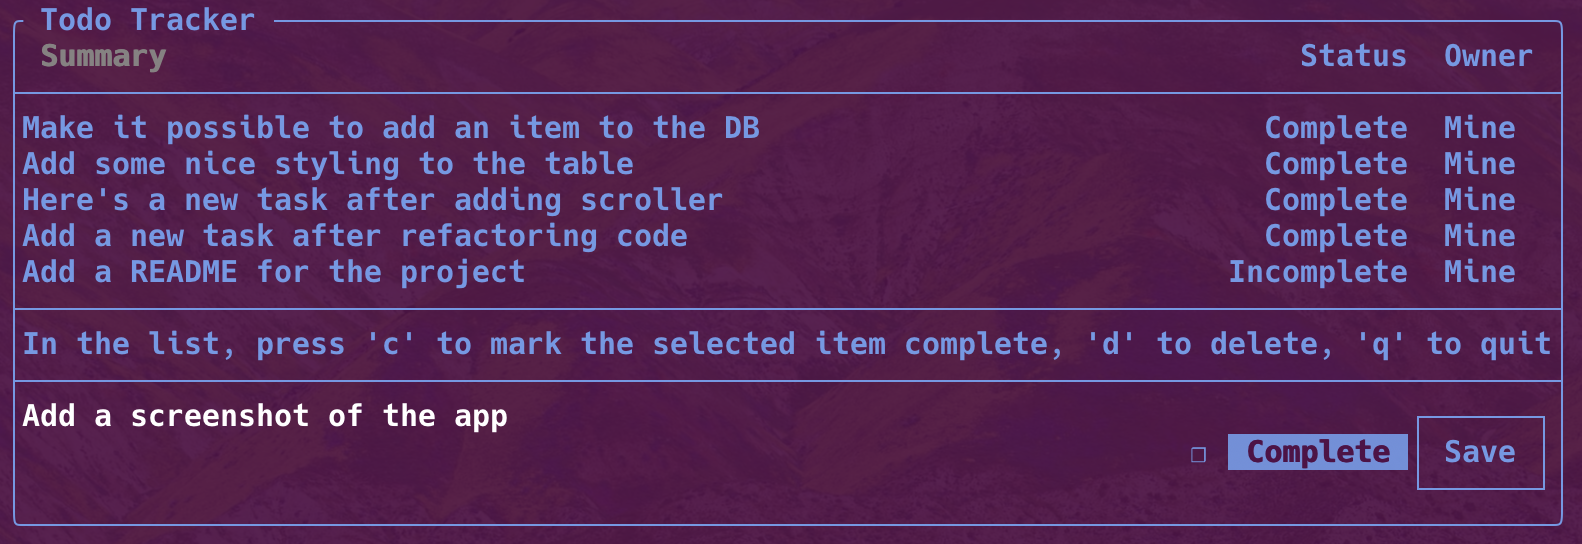 Todo Tracker
Summary Status Owner
Make it possible to add an item to the DB Complete Mine
Add some nice styling to the table Complete Mine
Here's a new task after adding scroller Complete Mine
Add a new task after refactoring code Complete Mine
Add a README for the project Incomplete Mine
In the list, press 'c' to mark the selected item complete, 'd' to delete, 'q' to quit
Add a screenshot of the app
❒ Complete Save